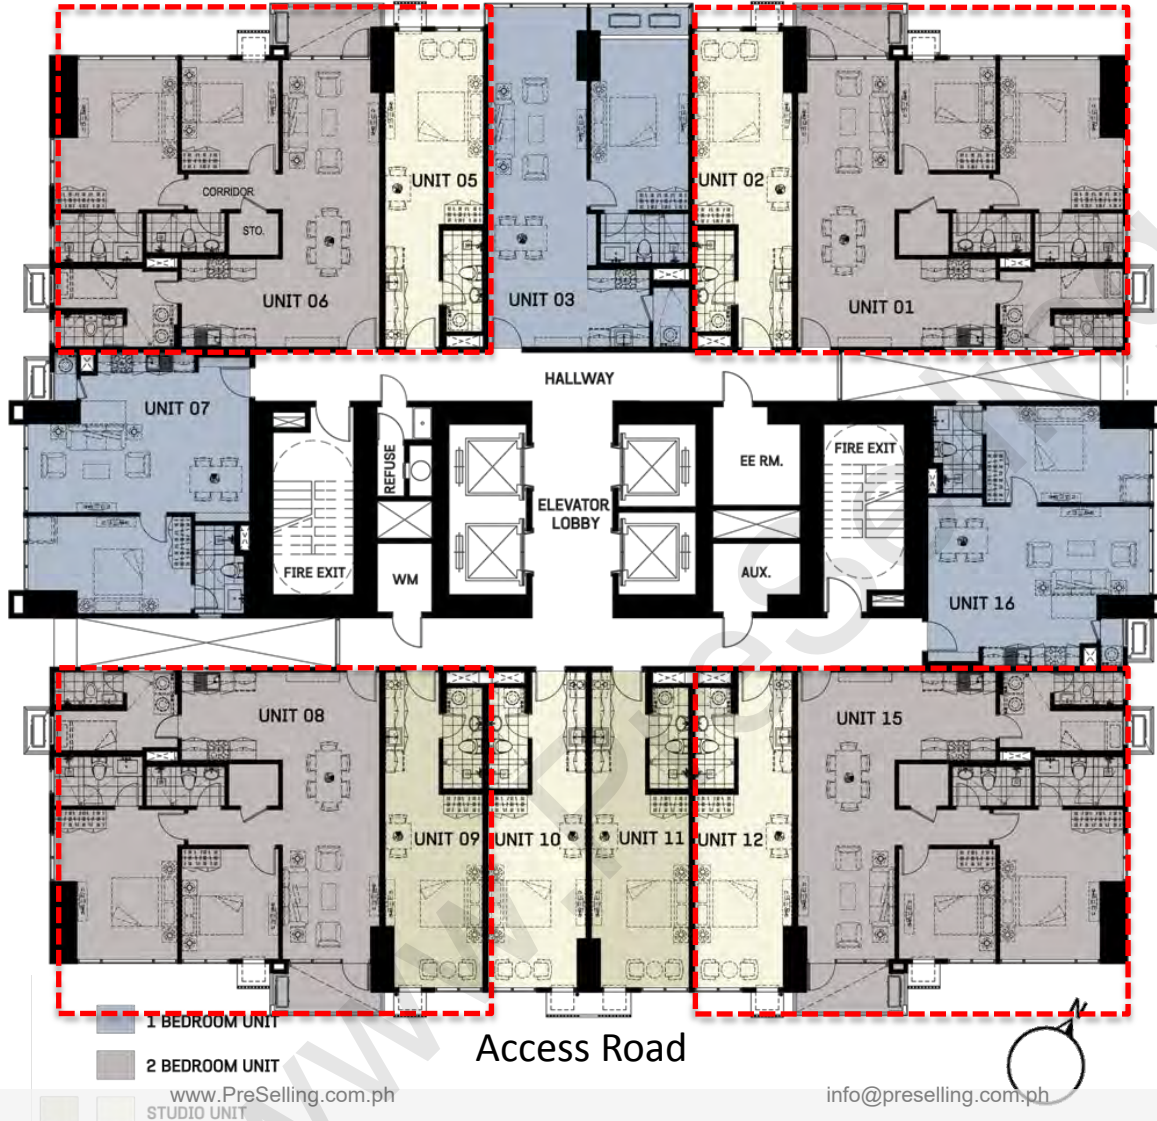 UNIT 05
UNIT 02
CORRIDOR
STO.
UNIT 06
UNIT 03
UNIT 01
HALLWAY
UNIT 07
REFUSE
EE RM.
FIRE EXIT
ELEVATOR
LOBBY
FIRE EXIT
WM
AUX.
UNIT 16
UNIT 08
UNIT 15
UNIT 09
UNIT 10
UNIT 11
UNIT 12
N
1 BEDROOM UNIT
Access Road
2 BEDROOM UNIT
www.PreSelling.com.ph
info@preselling.com.ph
STUDIO UNIT
www.PreSelling